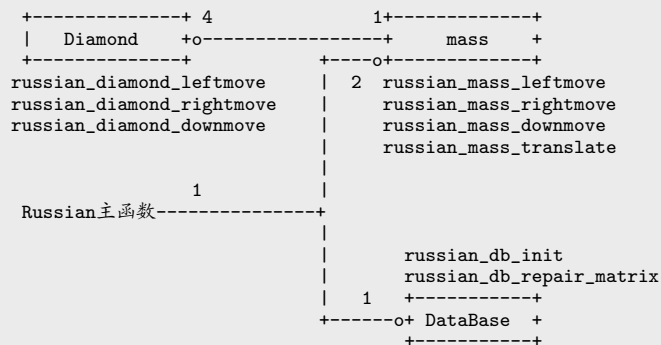 +--------------+ 4 1+-------------+
| Diamond +o-----------------+ mass +
+--------------+ +----o+-------------+
russian_diamond_leftmove | 2 russian_mass_leftmove
russian_diamond_rightmove | russian_mass_rightmove
russian_diamond_downmove | russian_mass_downmove
| russian_mass_translate
|
1 |
Russian主函数---------------+
|
| russian_db_init
| russian_db_repair_matrix
| 1 +-----------+
+------o+ DataBase +
+-----------+